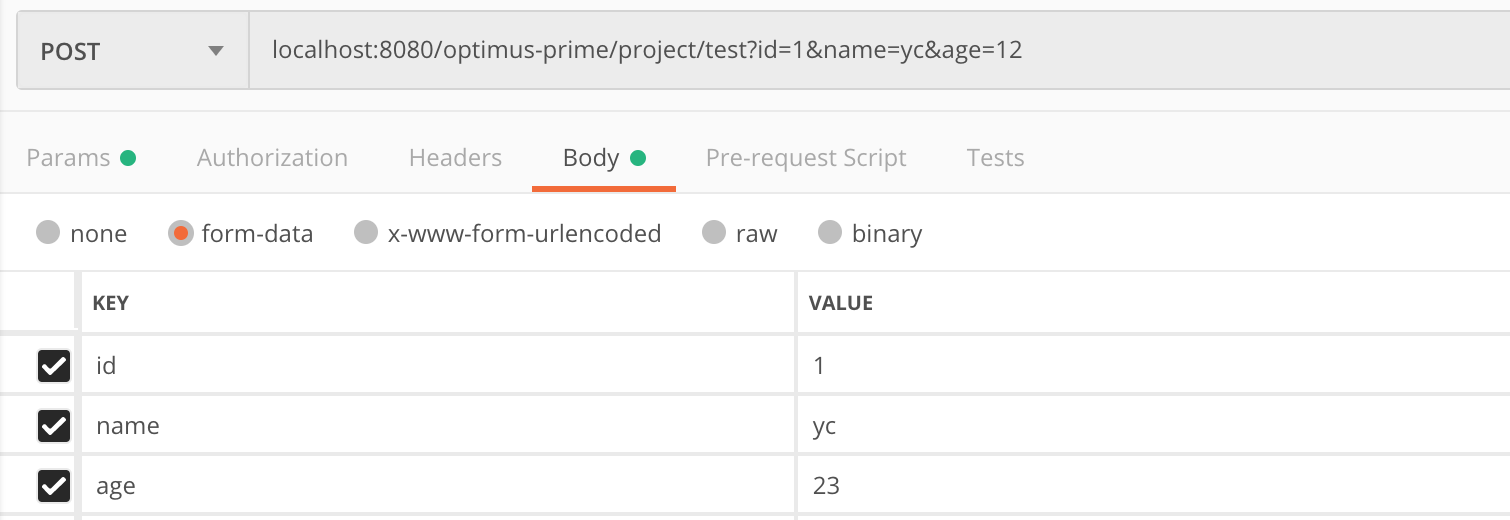 POST localhost:8080/optimus-prime/project/test?id=1&name=yc&age=12
Params Authorization Headers Body Pre-request Script Tests
none form-data x-www-form-urlencoded raw binary
KEY VALUE
id 1
name yc
age 23